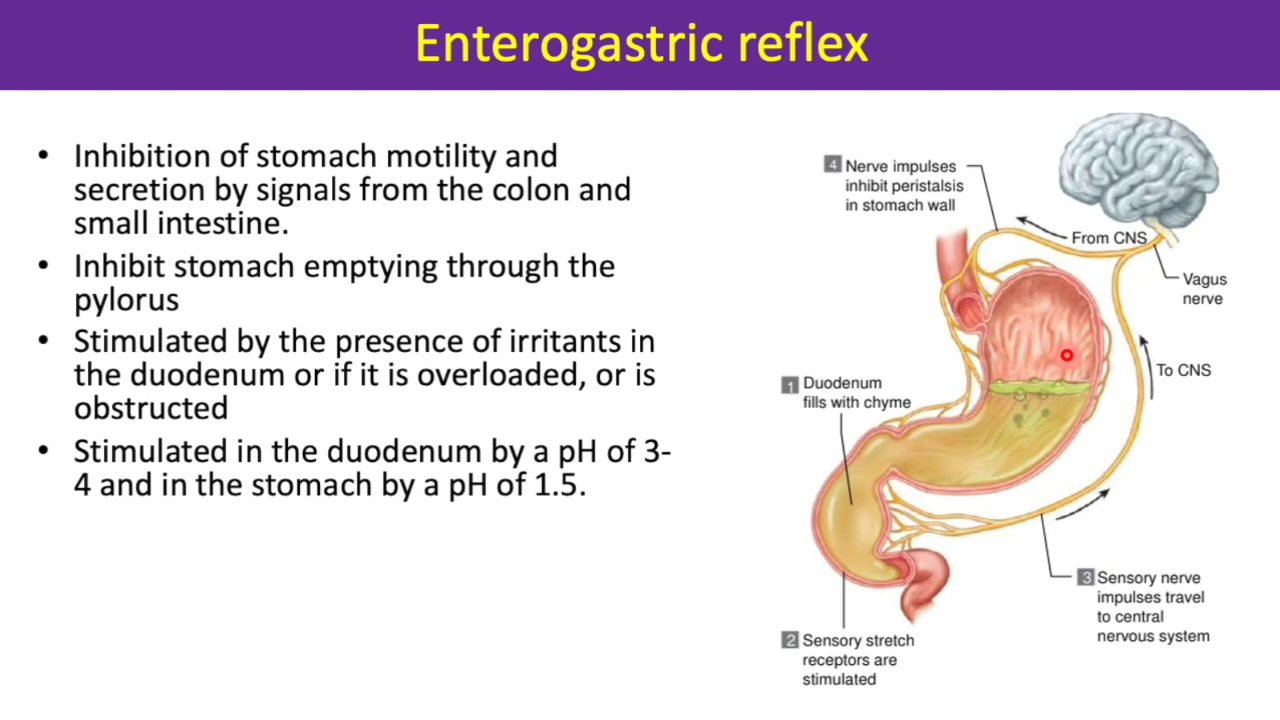 Enterogastric reflex
• Inhibition of stomach motility and
secretion by signals from the colon and
small intestine.
• Inhibit stomach emptying through the
pylorus
• Stimulated by the presence of irritants in
the duodenum or if it is overloaded, or is
obstructed
• Stimulated in the duodenum by a pH of 3-
4 and in the stomach by a pH of 1.5.
4 Nerve impulses
inhibit peristalsis
in stomach wall
From CNS
Vagus
nerve
To CNS
1 Duodenum
fills with chyme
3 Sensory nerve
impulses travel
to central
nervous system
2 Sensory stretch
receptors are
stimulated